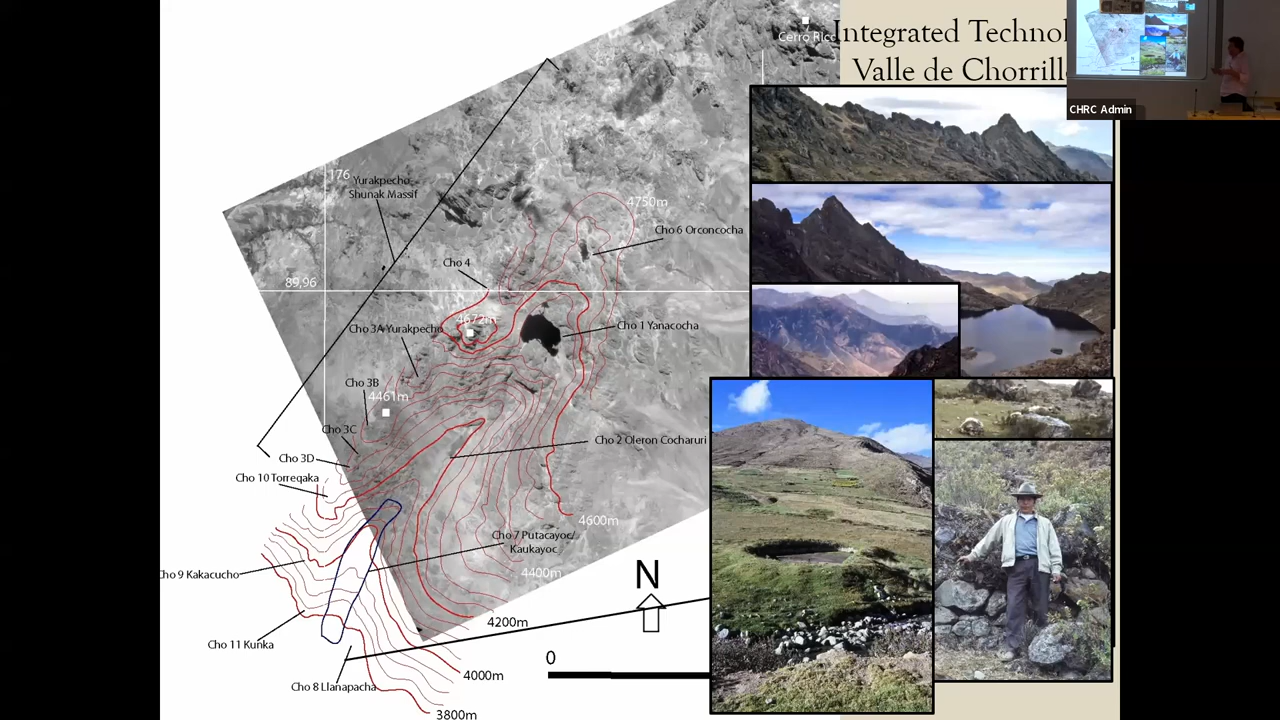 Integrated Technol
Valle de Chorrill
CHRC Admin
Cerro Ricc
176
Yurakpecho-
Shunak Massif
4750m
Cho 6 Orconcocha
Cho 4
89,96
4672m
Cho 3A Yurakpecho
Cho 1 Yanacocha
Cho 3B
4461m
Cho 3C
Cho 2 Oleron Cocharuri
Cho 3D
Cho 10 Torreqaka
4600m
Cho 7 Putacayoc/
Kaukayoc
Cho 9 Kakacucho
4400m
N
4200m
Cho 11 Kunka
0
4000m
Cho 8 Llanapacha
3800m